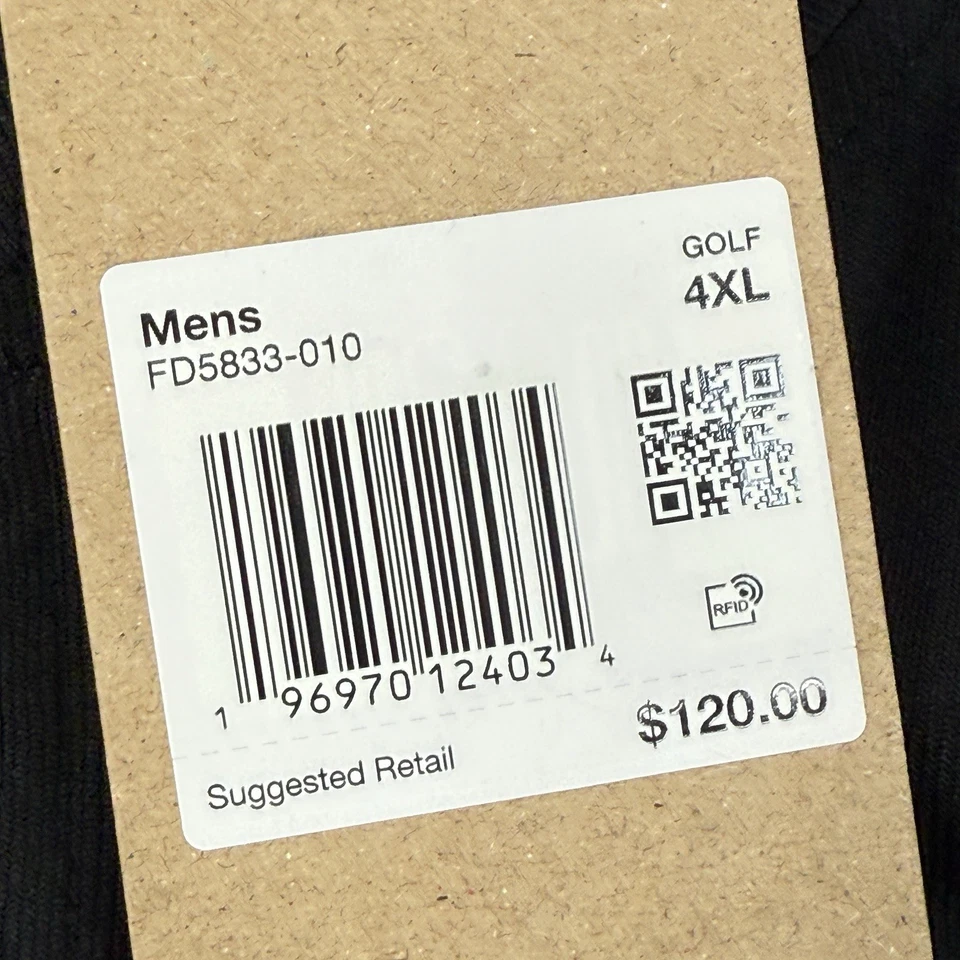 GOLF
4XL
Mens
FD5833-010
RFID
1 96970 12403 4
$120.00
Suggested Retail